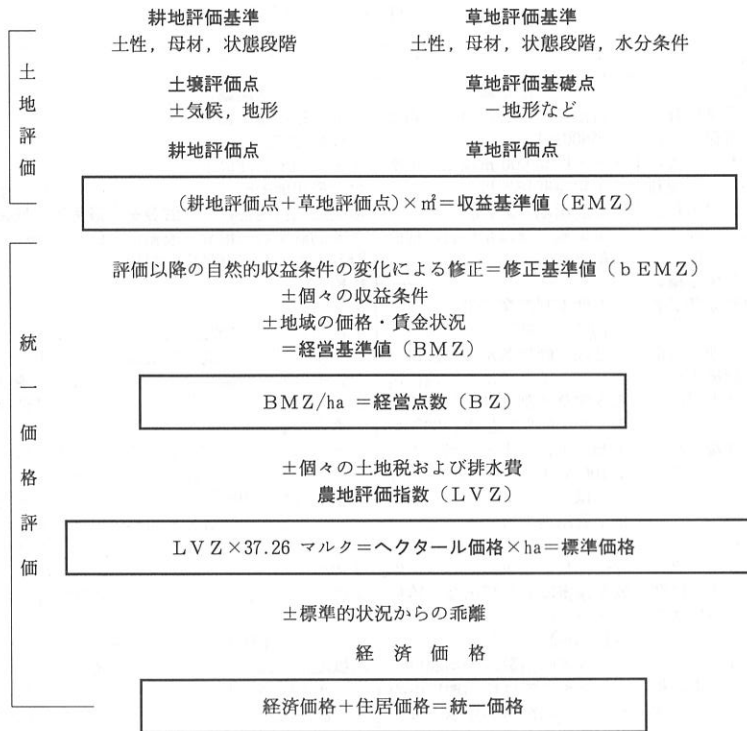 耕地評価基準 草地評価基準
土性，母材，状態段階 土性，母材，状態段階，水分条件
土壌評価点 草地評価基礎点
±気候，地形 －地形など
耕地評価点 草地評価点
土地評価
(耕地評価点＋草地評価点)×㎡＝収益基準値（ＥＭＺ）
評価以降の自然的収益条件の変化による修正＝修正基準値（ｂＥＭＺ）
±個々の収益条件
±地域の価格・賃金状況
＝経営基準値（ＢＭＺ）
ＢＭＺ/ha ＝経営点数（ＢＺ）
±個々の土地税および排水費
農地評価指数（ＬＶＺ）
ＬＶＺ×37.26 マルク＝ヘクタール価格×ha＝標準価格
±標準的状況からの乖離
経済価格
経済価格＋住居価格＝統一価格
統一価格評価